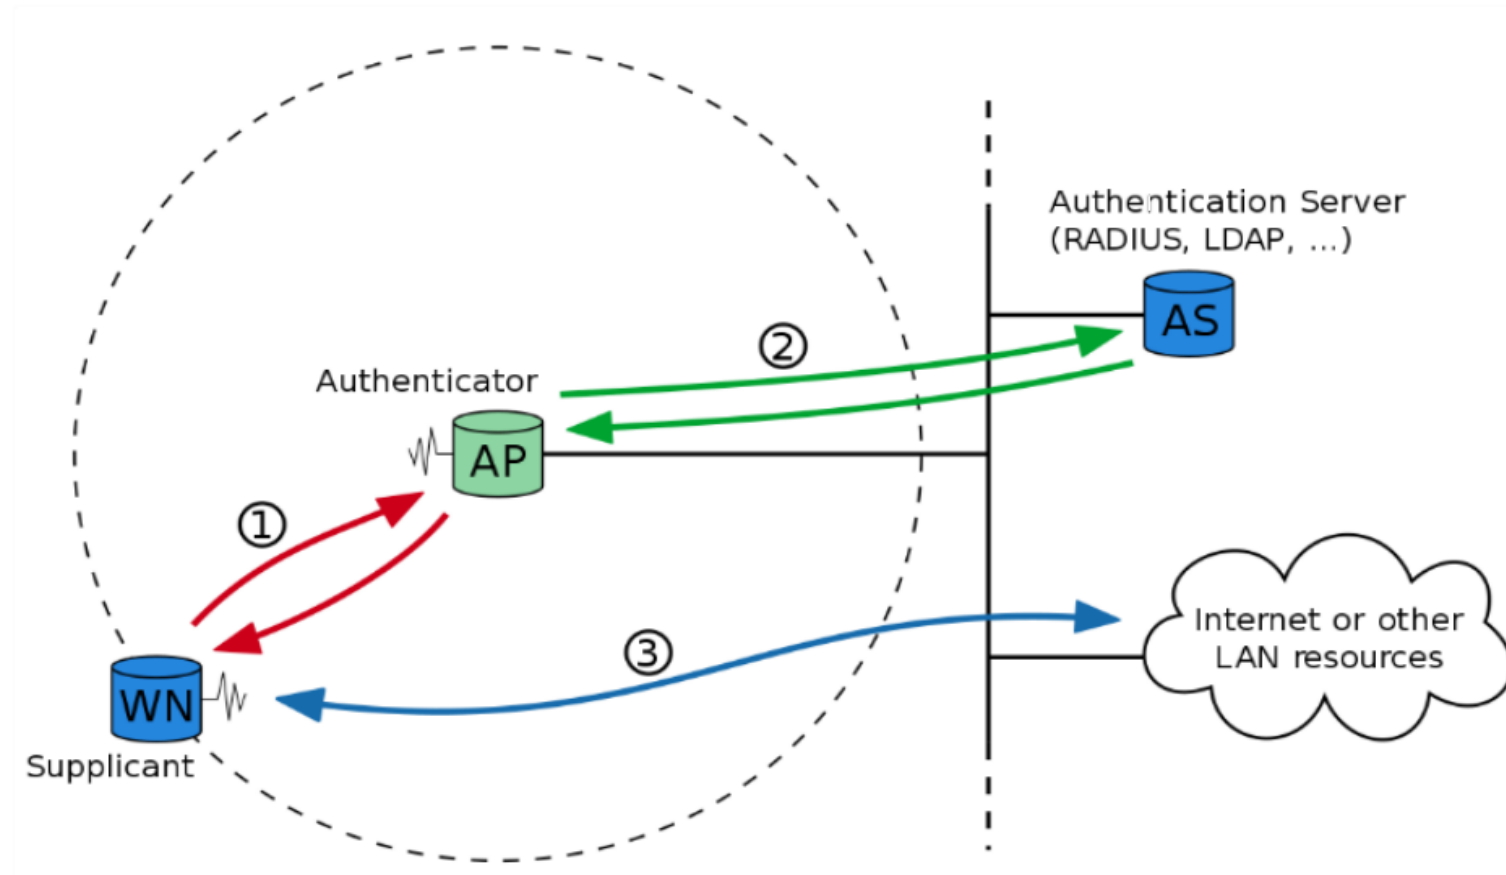 Authentication Server
(RADIUS, LDAP, ...)
AS
②
Authenticator
AP
①
Internet or other
LAN resources
③
WN
Supplicant